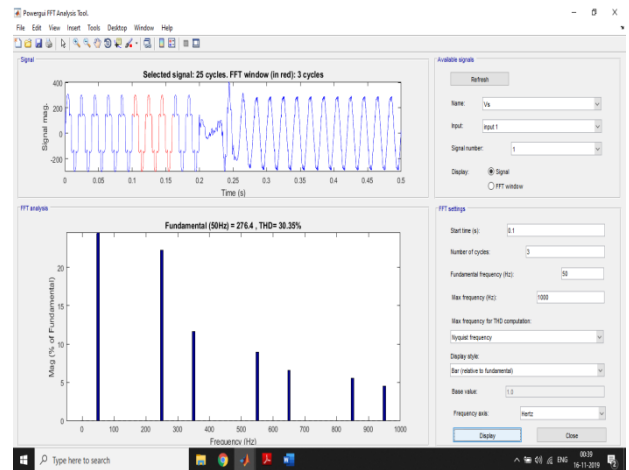 Powergui FFT Analysis Tool.
File Edit View Insert Tools Desktop Window Help
Signal
Selected signal: 25 cycles. FFT window (in red): 3 cycles
Signal mag.
400
200
0
-200
0 0.05 0.1 0.15 0.2 0.25 0.3 0.35 0.4 0.45 0.5
Time (s)
FFT analysis
Fundamental (50Hz) = 276.4 , THD= 30.35%
Mag (% of Fundamental)
20
15
10
5
0
0 100 200 300 400 500 600 700 800 900 1000
Frequency (Hz)
Available signals
Refresh
Name: Va
Input: input 1
Signal number: 1
Display: Signal
FFT window
FFT settings
Start time (s): 0.1
Number of cycles: 3
Fundamental frequency (Hz): 50
Max frequency (Hz): 1000
Max frequency for THD computation:
Nyquist frequency
Display style:
Bar (relative to fundamental)
Base value: 1.0
Frequency axis: Hertz
Display Close
Type here to search
ENG
00:39
16-11-2019